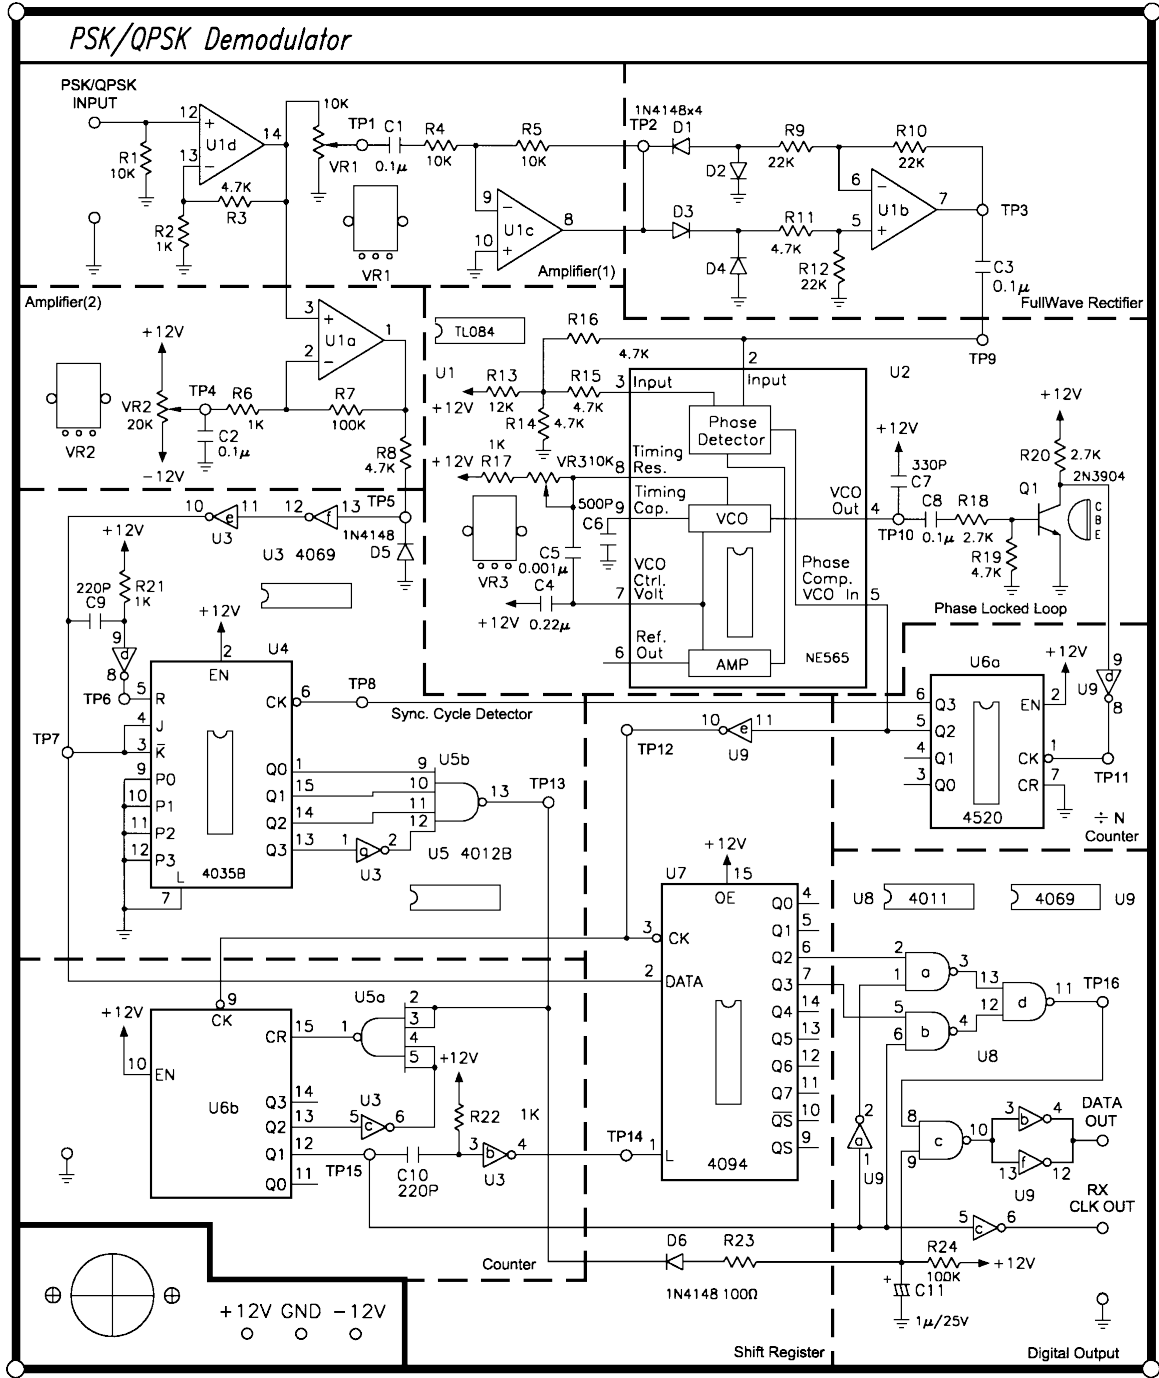 PSK/QPSK Demodulator
PSK/QPSK
INPUT
12
13
14
+
−
U1d
R1
10K
R2
1K
4.7K
R3
10K
VR1
TP1
C1
0.1μ
R4
10K
R5
10K
9
10
−
+
U1c
8
VR1
Amplifier(1)
TP2
1N4148x4
D1
D2
D3
D4
R9
22K
R10
22K
R11
4.7K
R12
22K
6
5
−
+
U1b
7
TP3
C3
0.1μ
FullWave Rectifier
Amplifier(2)
+12V
VR2
20K
−12V
VR2
TP4
C2
0.1μ
R6
1K
R7
100K
3
2
+
−
U1a
1
R8
4.7K
TL084
U1
R16
4.7K
R13
12K
+12V
R15
4.7K
R14
4.7K
TP9
U2
3
Input
2
Input
Phase
Detector
+12V
1K
R17
VR3
10K
8
Timing
Res.
9
Timing
Cap.
500P
C6
C5
0.001μ
VR3
C4
+12V
0.22μ
7
VCO
Ctrl.
Volt
VCO
VCO
Out
4
Phase
Comp.
VCO In
5
6
Ref.
Out
AMP
NE565
+12V
330P
C7
TP10
C8
0.1μ
R18
2.7K
R19
4.7K
+12V
R20
2.7K
2N3904
Q1
C
B
E
Phase Locked Loop
TP5
1N4148
D5
10
e
11
U3
12
f
13
U3 4069
+12V
220P
C9
R21
1K
9
d
8
TP6
TP7
+12V
2
EN
U4
5
R
4
J
3
K̅
9
P0
10
P1
11
P2
12
P3
L
7
CK
6
TP8
Q0
1
Q1
15
Q2
14
Q3
13
4035B
Sync. Cycle Detector
1
a
2
U3
9
10
11
12
U5b
13
TP13
U5 4012B
TP12
10
e
11
U9
U6a
6
Q3
5
Q2
4
Q1
3
Q0
EN
2
+12V
CK
1
CR
7
4520
9
d
8
U9
TP11
÷ N
Counter
+12V
U7
15
OE
3
CK
2
DATA
1
L
Q0
4
Q1
5
Q2
6
Q3
7
Q4
14
Q5
13
Q6
12
Q7
11
Q̅S̅
10
QS
9
4094
Shift Register
+12V
9
CK
10
EN
U6b
CR
15
Q3
14
Q2
13
Q1
12
Q0
11
U5a
1
2
3
4
5
+12V
U3
5
c
6
R22
1K
TP15
C10
220P
3
b
4
U3
TP14
Counter
U8
4011
4069
U9
2
1
a
3
5
6
b
4
13
12
d
11
TP16
U8
8
9
c
10
3
b
4
13
f
12
U9
DATA
OUT
2
a
1
U9
5
c
6
RX
CLK OUT
D6
1N4148
R23
100Ω
R24
100K
+12V
+
C11
1μ/25V
Digital Output
+12V GND −12V